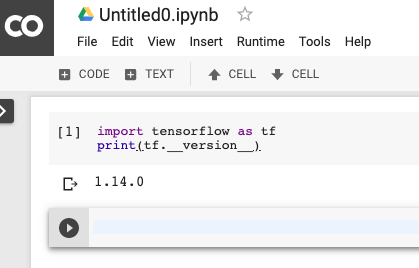 CO Untitled0.ipynb
File Edit View Insert Runtime Tools Help
CODE TEXT CELL CELL
[1] import tensorflow as tf
print(tf.__version__)
1.14.0